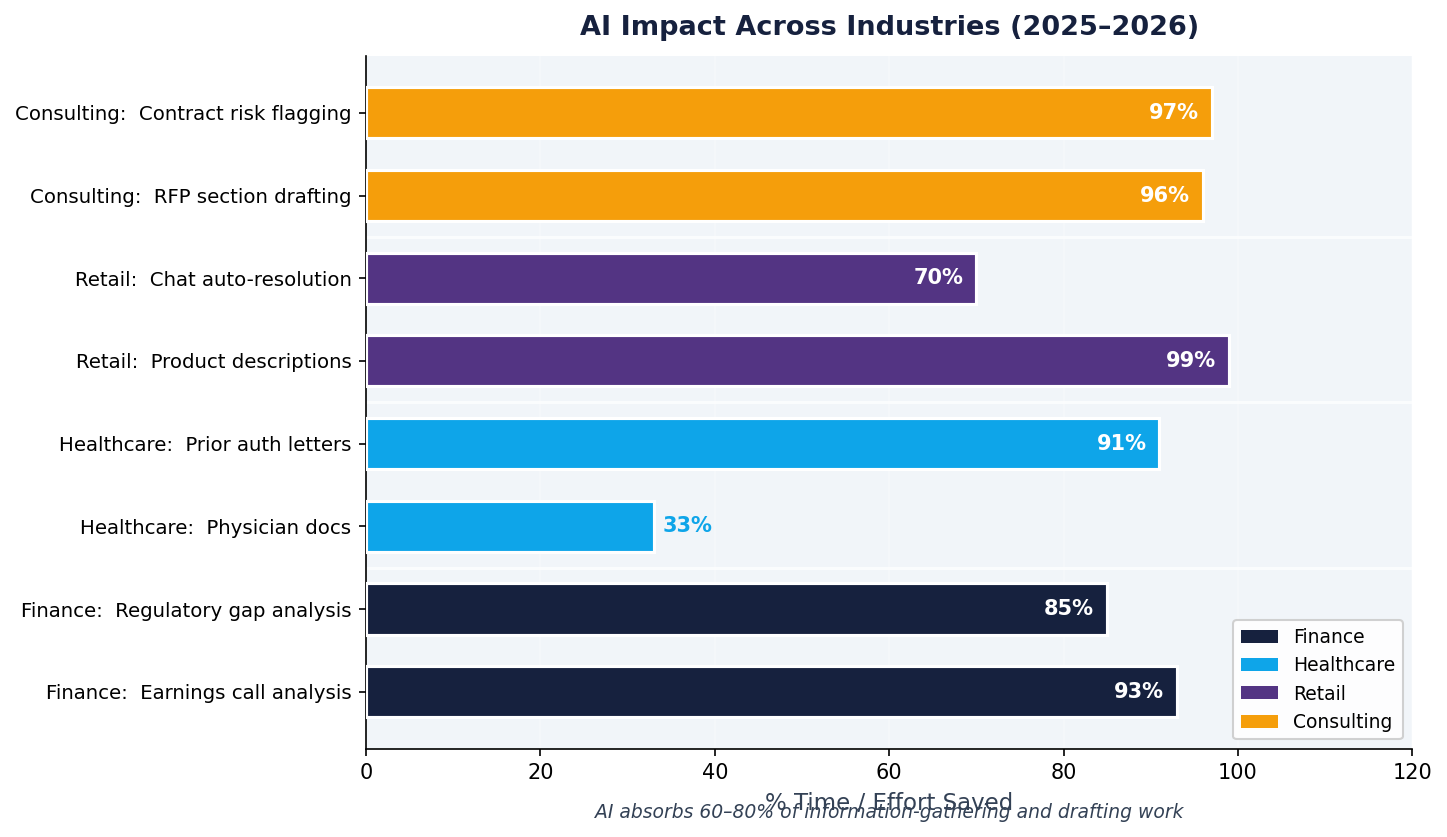 AI Impact Across Industries (2025–2026)
Consulting:  Contract risk flagging
97%
Consulting:  RFP section drafting
96%
Retail:  Chat auto-resolution
70%
Retail:  Product descriptions
99%
Healthcare:  Prior auth letters
91%
Healthcare:  Physician docs
33%
Finance:  Regulatory gap analysis
85%
Finance:  Earnings call analysis
93%
Finance
Healthcare
Retail
Consulting
0 20 40 60 80 100 120
% Time / Effort Saved
AI absorbs 60–80% of information-gathering and drafting work